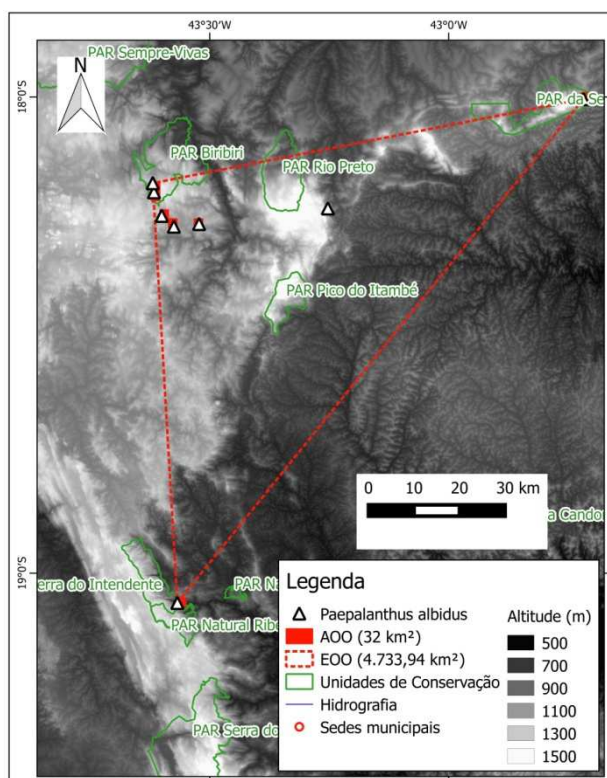 43°30'W
43°0'W
PAR Sempre-Vivas
N
18°0'S
PAR da Se
PAR Biribiri
PAR Rio Preto
PAR Pico do Itambé
0 10 20 30 km
a Cando
19°0'S
erra do Intendente
PAR Na
PAR Natural Ribe
PAR Serra do
Legenda
Paepalanthus albidus
AOO (32 km²)
EOO (4.733,94 km²)
Unidades de Conservação
Hidrografia
Sedes municipais
Altitude (m)
500
700
900
1100
1300
1500